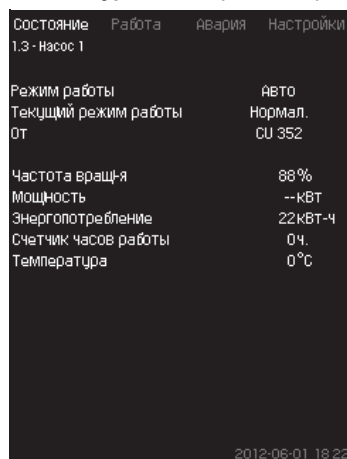 Состояние Работа Авария Настройки
1.3 - Насос 1
Режим работы Авто
Текущий режим работы Нормал.
От CU 352
Частота вращ-я 88%
Мощность --кВт
Энергопотребление 22кВт-ч
Счетчик часов работы 0ч.
Температура 0°C
2012-06-01 18:22